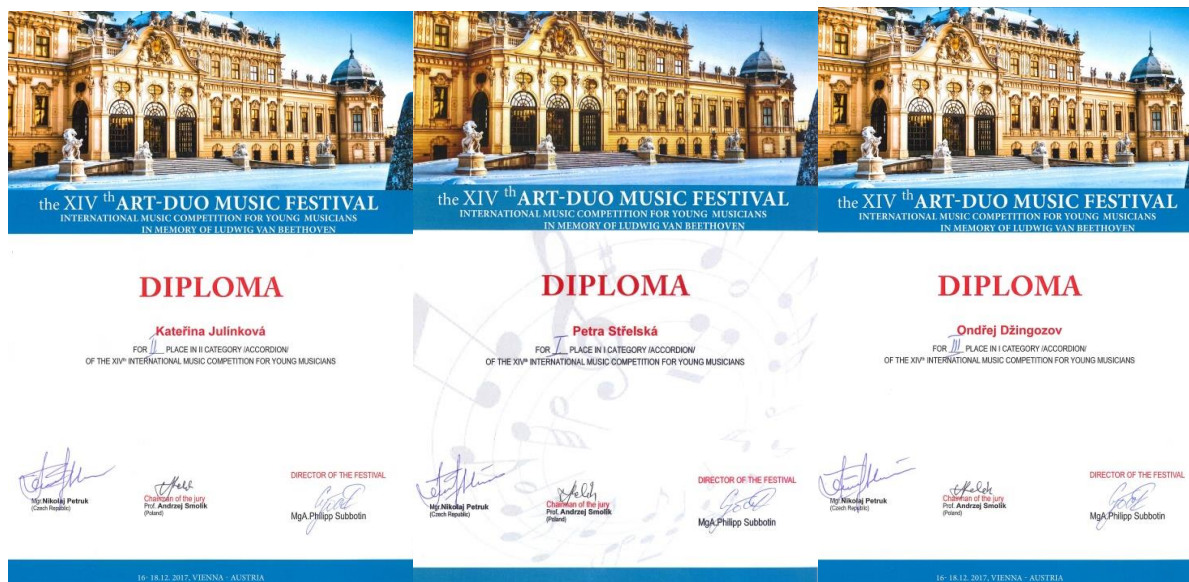 the XIV th ART-DUO MUSIC FESTIVAL
INTERNATIONAL MUSIC COMPETITION FOR YOUNG MUSICIANS
IN MEMORY OF LUDWIG VAN BEETHOVEN
DIPLOMA
Kateřina Julínková
FOR II PLACE IN II CATEGORY /ACCORDION/
OF THE XIVth INTERNATIONAL MUSIC COMPETITION FOR YOUNG MUSICIANS
Mgr.Nikolaj Petruk
(Czech Republic)
Chairman of the jury
Prof. Andrzej Smolik
(Poland)
DIRECTOR OF THE FESTIVAL
MgA.Philipp Subbotin
16- 18.12. 2017, VIENNA - AUSTRIA
the XIV th ART-DUO MUSIC FESTIVAL
INTERNATIONAL MUSIC COMPETITION FOR YOUNG MUSICIANS
IN MEMORY OF LUDWIG VAN BEETHOVEN
DIPLOMA
Petra Střelská
FOR I PLACE IN I CATEGORY /ACCORDION/
OF THE XIVth INTERNATIONAL MUSIC COMPETITION FOR YOUNG MUSICIANS
Mgr.Nikolaj Petruk
(Czech Republic)
Chairman of the jury
Prof. Andrzej Smolik
(Poland)
DIRECTOR OF THE FESTIVAL
MgA.Philipp Subbotin
the XIV th ART-DUO MUSIC FESTIVAL
INTERNATIONAL MUSIC COMPETITION FOR YOUNG MUSICIANS
IN MEMORY OF LUDWIG VAN BEETHOVEN
DIPLOMA
Ondřej Džingozov
FOR III PLACE IN I CATEGORY /ACCORDION/
OF THE XIVth INTERNATIONAL MUSIC COMPETITION FOR YOUNG MUSICIANS
Mgr.Nikolaj Petruk
(Czech Republic)
Chairman of the jury
Prof. Andrzej Smolik
(Poland)
DIRECTOR OF THE FESTIVAL
MgA.Philipp Subbotin
16- 18.12. 2017, VIENNA - AUSTRIA